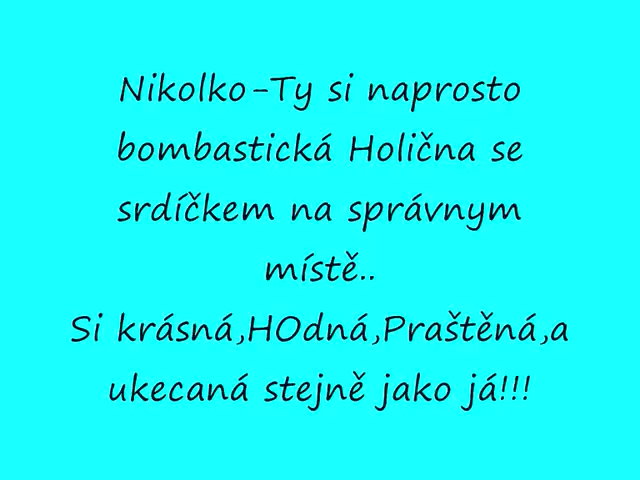 Nikolko-Ty si naprosto
bombastická Holična se
srdíčkem na správnym
místě..
Si krásná,HOdná,Praštěná,a
ukecaná stejně jako já!!!